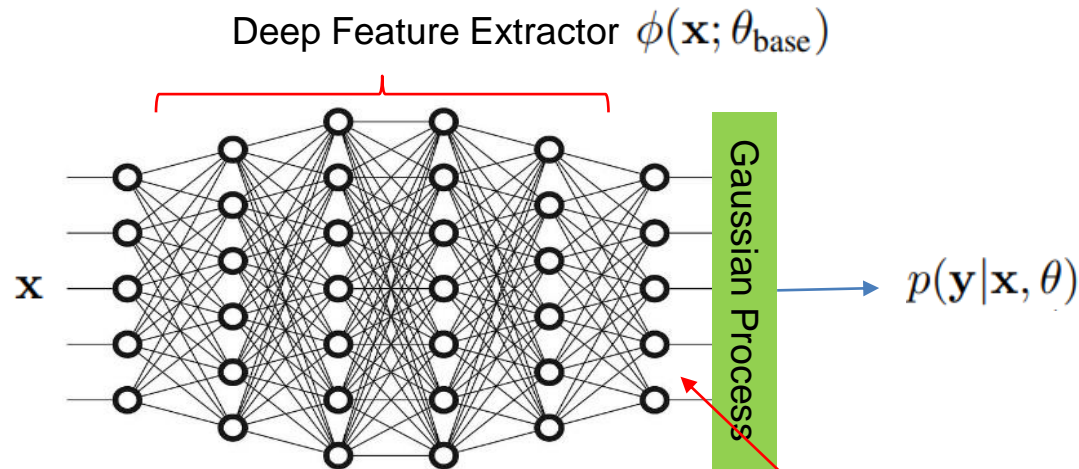 Deep Feature Extractor ϕ(x; θ_base)
Gaussian Process
x
p(y|x, θ)